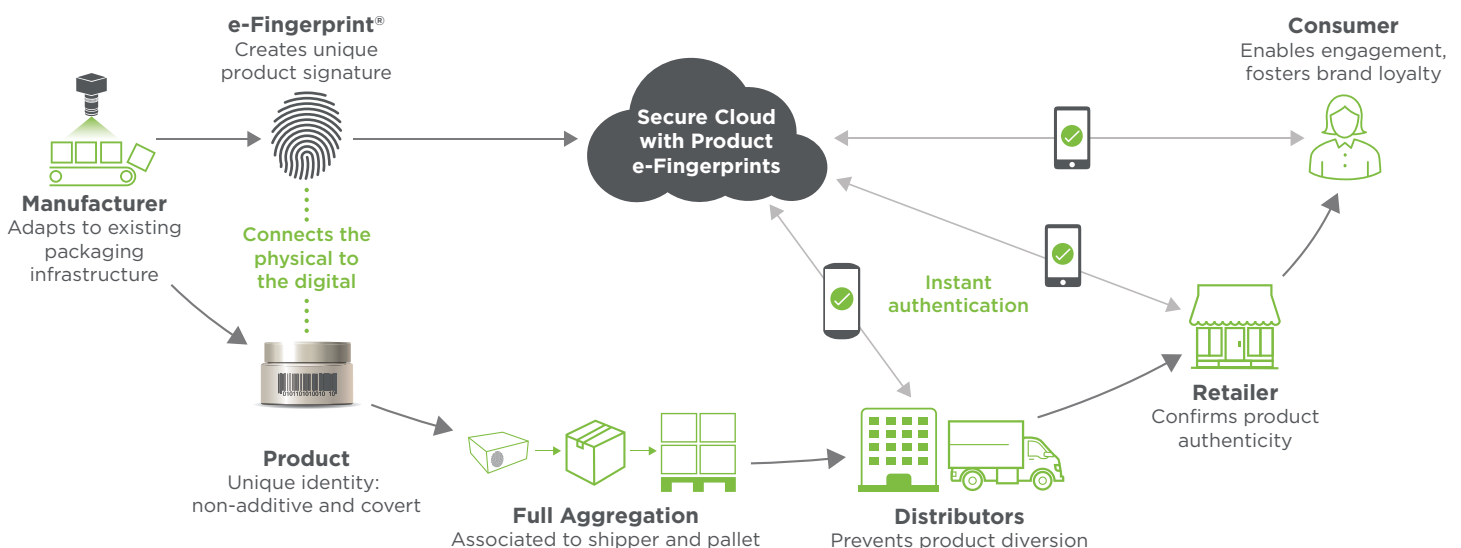 e-Fingerprint®
Creates unique
product signature
Manufacturer
Adapts to existing
packaging
infrastructure
Connects the
physical to
the digital
0101101010010 10
Product
Unique identity:
non-additive and covert
Secure Cloud
with Product
e-Fingerprints
Full Aggregation
Associated to shipper and pallet
Instant
authentication
Distributors
Prevents product diversion
Retailer
Confirms product
authenticity
Consumer
Enables engagement,
fosters brand loyalty